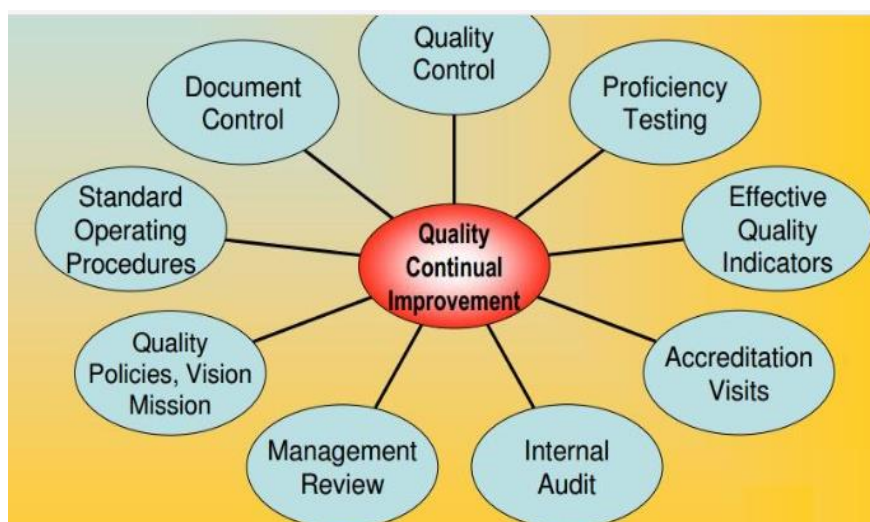 Quality
Control
Proficiency
Testing
Effective
Quality
Indicators
Accreditation
Visits
Internal
Audit
Management
Review
Quality
Policies, Vision
Mission
Standard
Operating
Procedures
Document
Control
Quality
Continual
Improvement